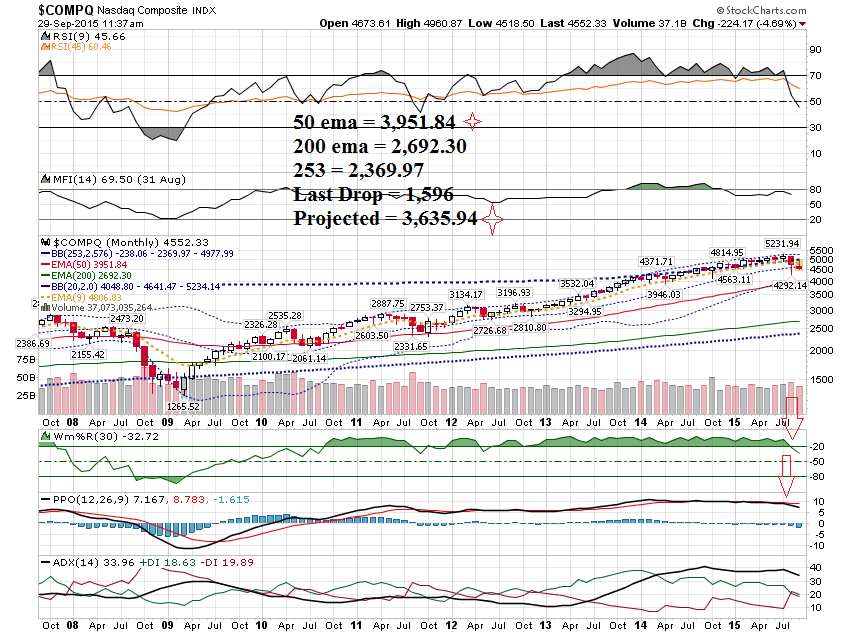 $COMPQ Nasdaq Composite INDX © StockCharts.com
29-Sep-2015 11:37am Open 4673.61 High 4960.87 Low 4518.50 Last 4552.33 Volume 37.1B Chg -224.17 (-4.69%)
RSI(9) 45.66
RSI(45) 60.46
90
70
50
30
10
50 ema = 3,951.84
200 ema = 2,692.30
253 = 2,369.97
Last Drop = 1,596
Projected = 3,635.94
MFI(14) 69.50 (31 Aug)
80
50
20
$COMPQ (Monthly) 4552.33
BB(253,2.576) -238.06 - 2369.97 - 4977.99
EMA(50) 3951.84
EMA(200) 2692.30
BB(20,2.0) 4048.80 - 4641.47 - 5234.14
EMA(9) 4806.83
Volume 37,073,035,264
5231.94
4814.95
4371.71
3532.04
3196.93
3134.17
2887.75
2753.37
2535.28
2326.28
2473.20
2386.69
2155.42
1265.52
2100.17
2061.14
2603.50
2331.65
2726.68
2810.80
3294.95
3946.03
4563.11
4292.14
5500
5000
4500
4000
3500
3000
2500
2000
1500
75B
50B
25B
Oct 08 Apr Jul Oct 09 Apr Jul Oct 10 Apr Jul Oct 11 Apr Jul Oct 12 Apr Jul Oct 13 Apr Jul Oct 14 Apr Jul Oct 15 Apr Jul
Wm%R(30) -32.72
-20
-50
-80
PPO(12,26,9) 7.167, 8.783, -1.615
10
5
0
-5
-10
ADX(14) 33.96 +DI 18.63 -DI 19.89
40
30
20
10
Oct 08 Apr Jul Oct 09 Apr Jul Oct 10 Apr Jul Oct 11 Apr Jul Oct 12 Apr Jul Oct 13 Apr Jul Oct 14 Apr Jul Oct 15 Apr Jul